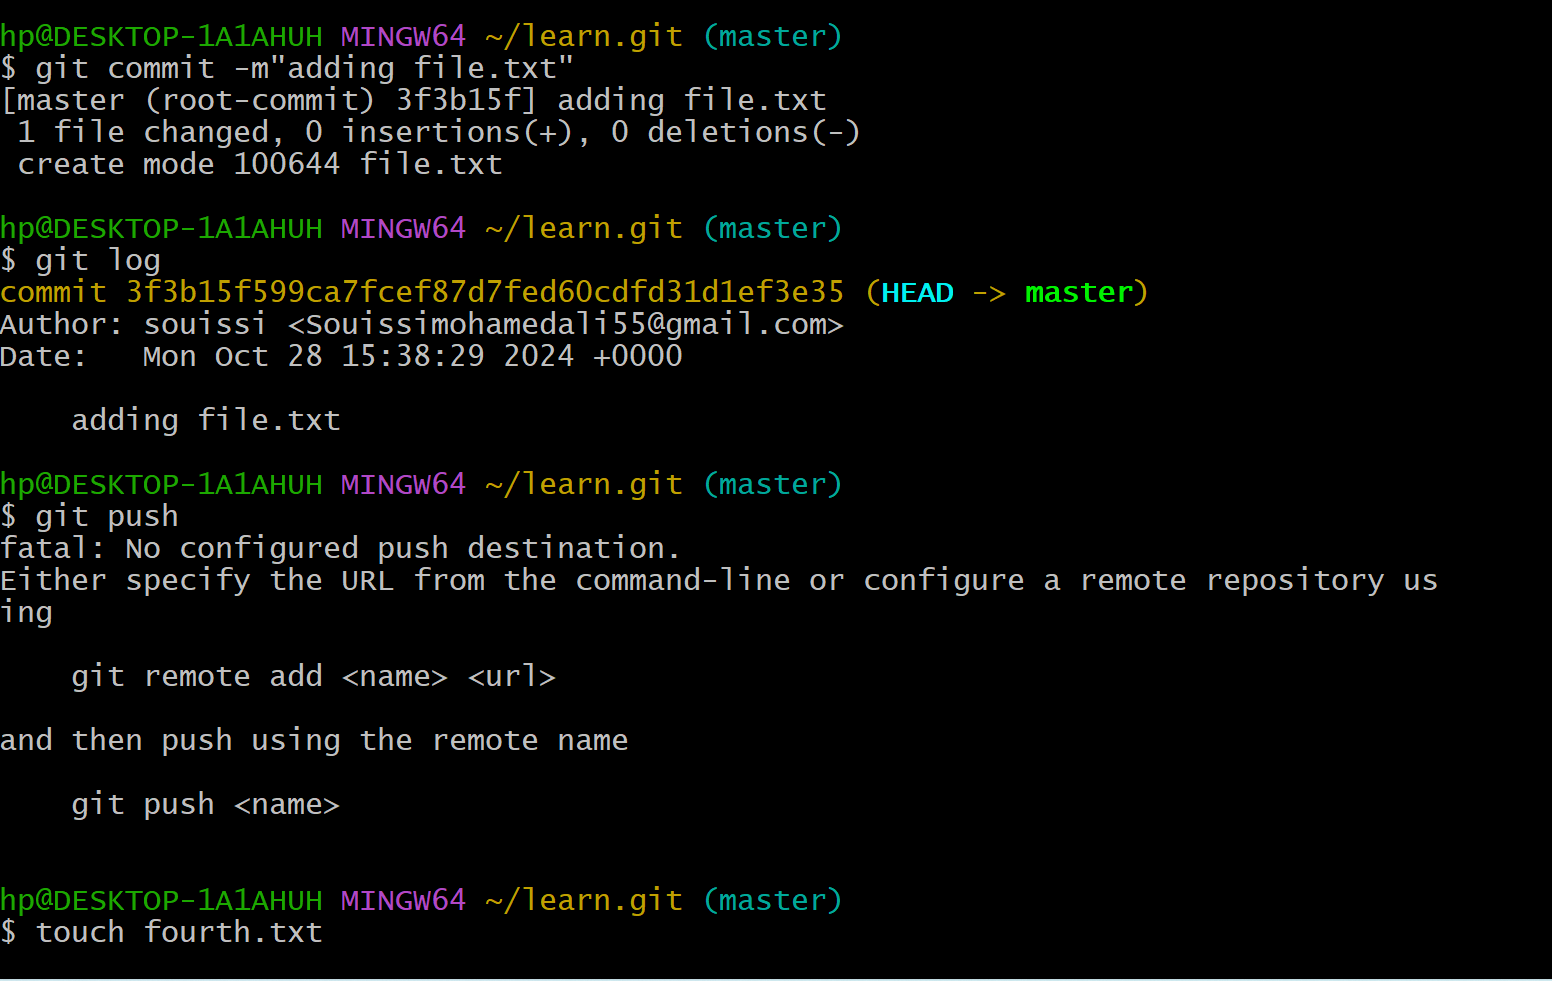 hp@DESKTOP-1A1AHUH MINGW64 ~/learn.git (master)
$ git commit -m"adding file.txt"
[master (root-commit) 3f3b15f] adding file.txt
 1 file changed, 0 insertions(+), 0 deletions(-)
 create mode 100644 file.txt

hp@DESKTOP-1A1AHUH MINGW64 ~/learn.git (master)
$ git log
commit 3f3b15f599ca7fcef87d7fed60cdfd31d1ef3e35 (HEAD -> master)
Author: souissi <Souissimohamedali55@gmail.com>
Date:   Mon Oct 28 15:38:29 2024 +0000

    adding file.txt

hp@DESKTOP-1A1AHUH MINGW64 ~/learn.git (master)
$ git push
fatal: No configured push destination.
Either specify the URL from the command-line or configure a remote repository us
ing

    git remote add <name> <url>

and then push using the remote name

    git push <name>


hp@DESKTOP-1A1AHUH MINGW64 ~/learn.git (master)
$ touch fourth.txt